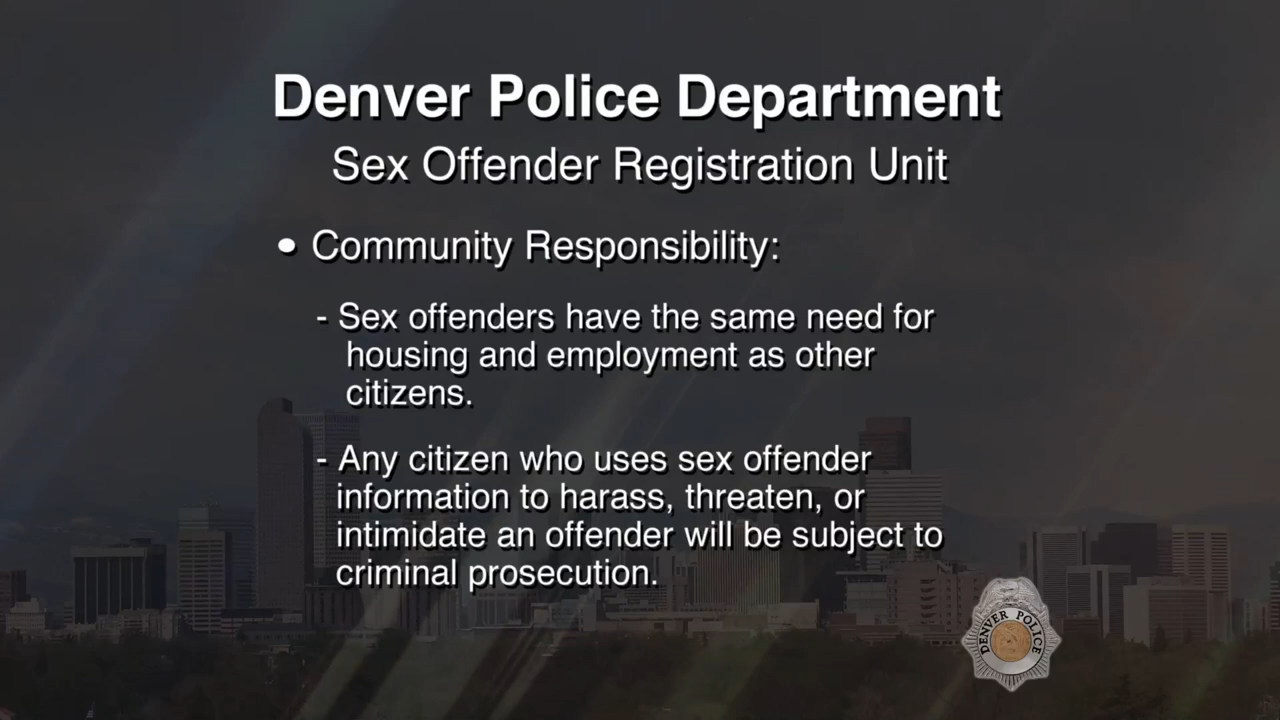 Denver Police Department
Sex Offender Registration Unit
• Community Responsibility:
- Sex offenders have the same need for
housing and employment as other
citizens.
- Any citizen who uses sex offender
information to harass, threaten, or
intimidate an offender will be subject to
criminal prosecution.
DENVER POLICE